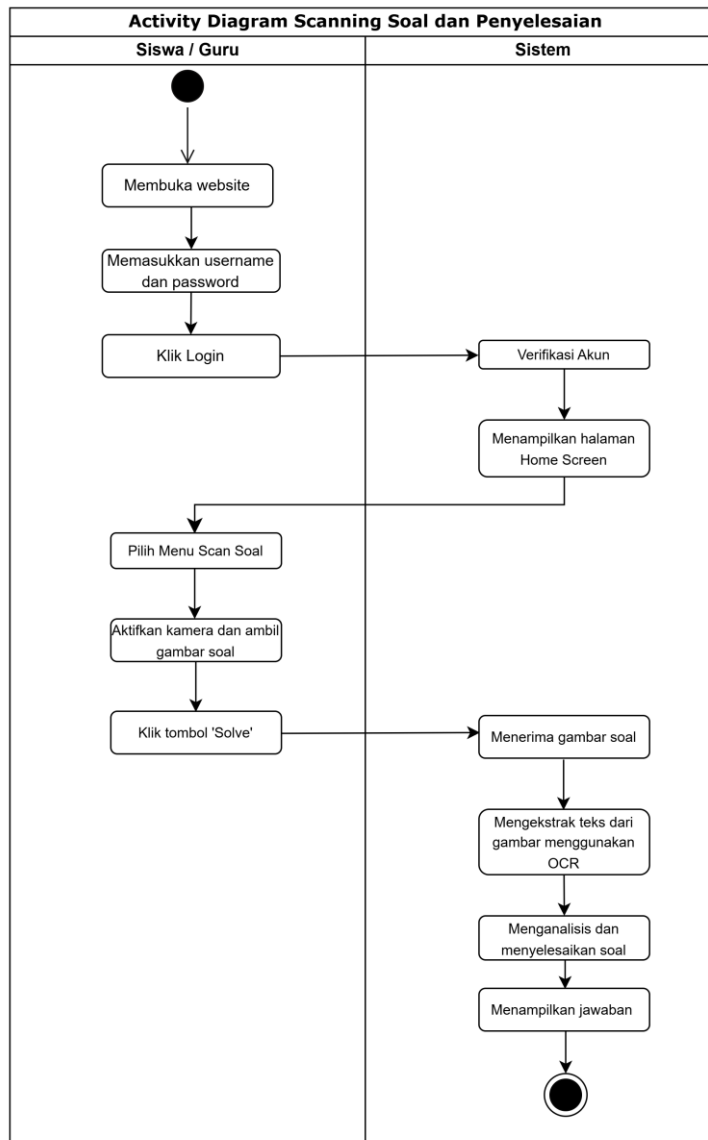 Activity Diagram Scanning Soal dan Penyelesaian
Siswa / Guru
Sistem
Membuka website
Memasukkan username
dan password
Klik Login
Verifikasi Akun
Menampilkan halaman
Home Screen
Pilih Menu Scan Soal
Aktifkan kamera dan ambil
gambar soal
Klik tombol 'Solve'
Menerima gambar soal
Mengekstrak teks dari
gambar menggunakan
OCR
Menganalisis dan
menyelesaikan soal
Menampilkan jawaban